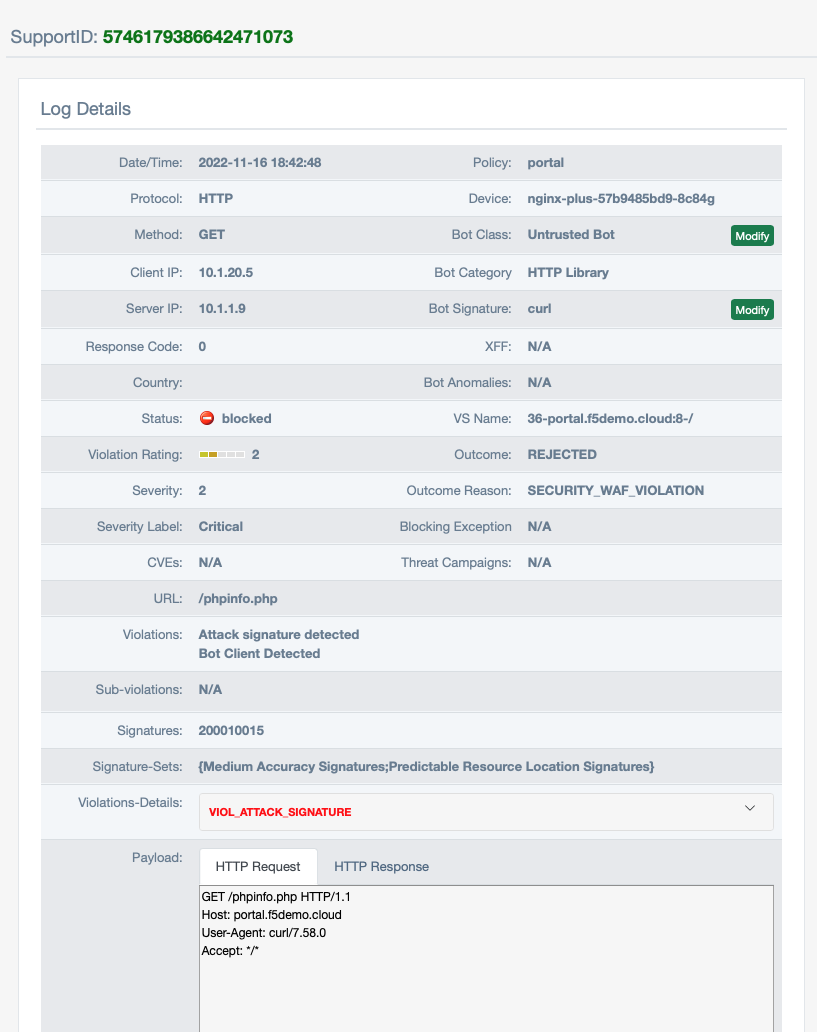 SupportID: 5746179386642471073
Log Details
Date/Time: 2022-11-16 18:42:48 Policy: portal
Protocol: HTTP Device: nginx-plus-57b9485bd9-8c84g
Method: GET Bot Class: Untrusted Bot Modify
Client IP: 10.1.20.5 Bot Category HTTP Library
Server IP: 10.1.1.9 Bot Signature: curl Modify
Response Code: 0 XFF: N/A
Country: Bot Anomalies: N/A
Status: blocked VS Name: 36-portal.f5demo.cloud:8-/
Violation Rating: 2 Outcome: REJECTED
Severity: 2 Outcome Reason: SECURITY_WAF_VIOLATION
Severity Label: Critical Blocking Exception N/A
CVEs: N/A Threat Campaigns: N/A
URL: /phpinfo.php
Violations: Attack signature detected
Bot Client Detected
Sub-violations: N/A
Signatures: 200010015
Signature-Sets: {Medium Accuracy Signatures;Predictable Resource Location Signatures}
Violations-Details: VIOL_ATTACK_SIGNATURE
Payload: HTTP Request HTTP Response
GET /phpinfo.php HTTP/1.1
Host: portal.f5demo.cloud
User-Agent: curl/7.58.0
Accept: */*